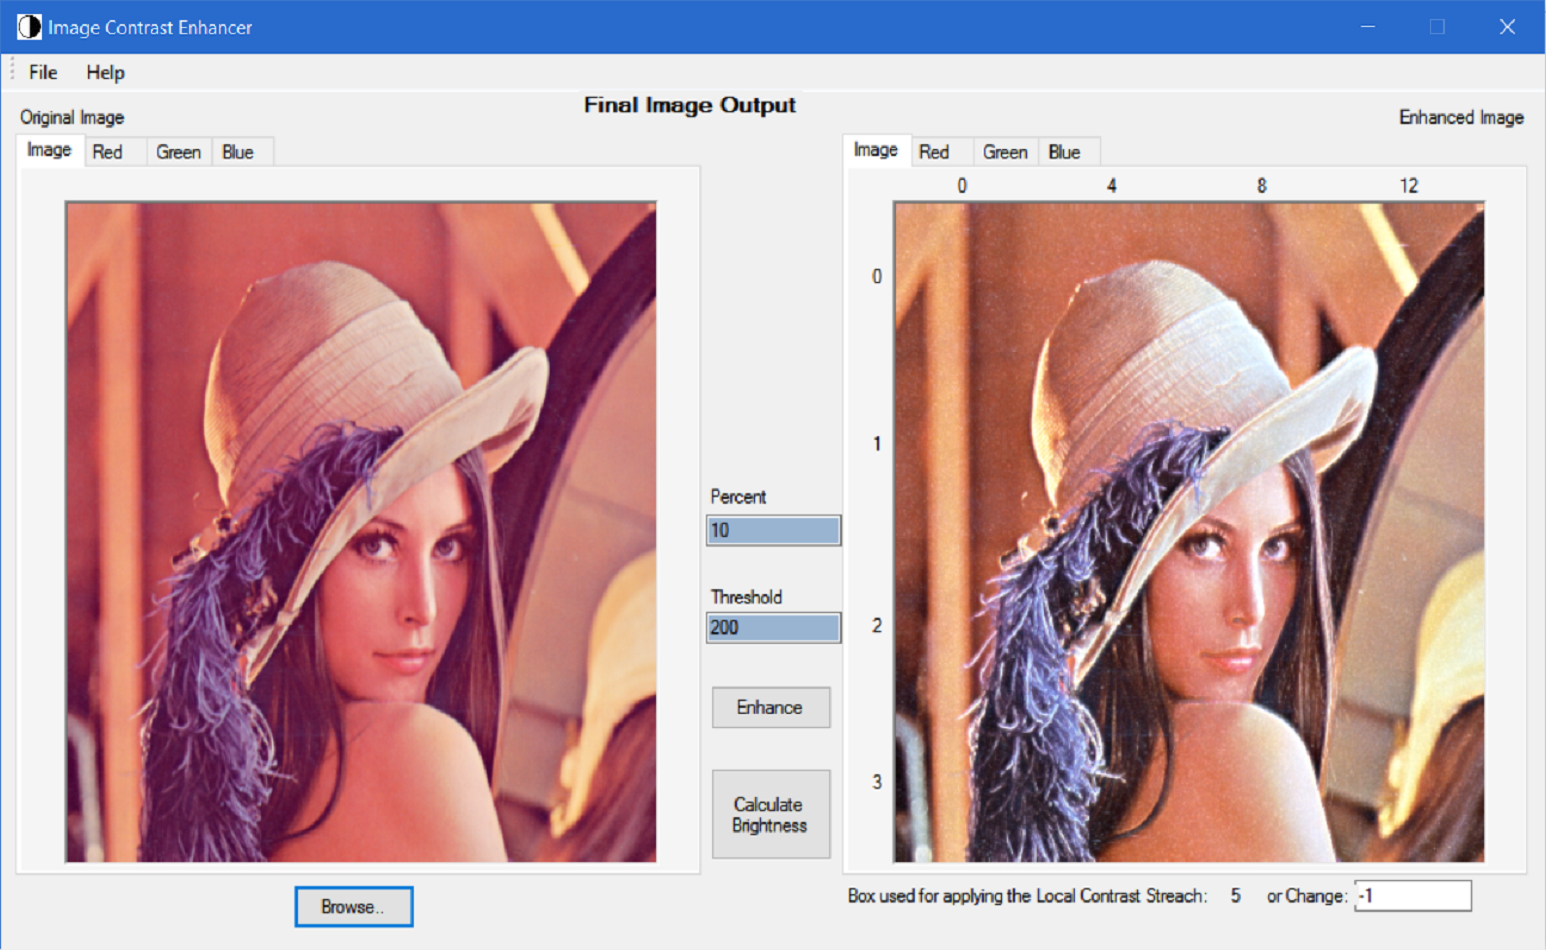 Image Contrast Enhancer
File Help
Final Image Output
Original Image
Enhanced Image
Image Red Green Blue
Image Red Green Blue
0 4 8 12
0
1
2
3
Percent
10
Threshold
200
Enhance
Calculate
Brightness
Browse..
Box used for applying the Local Contrast Streach: 5 or Change: -1